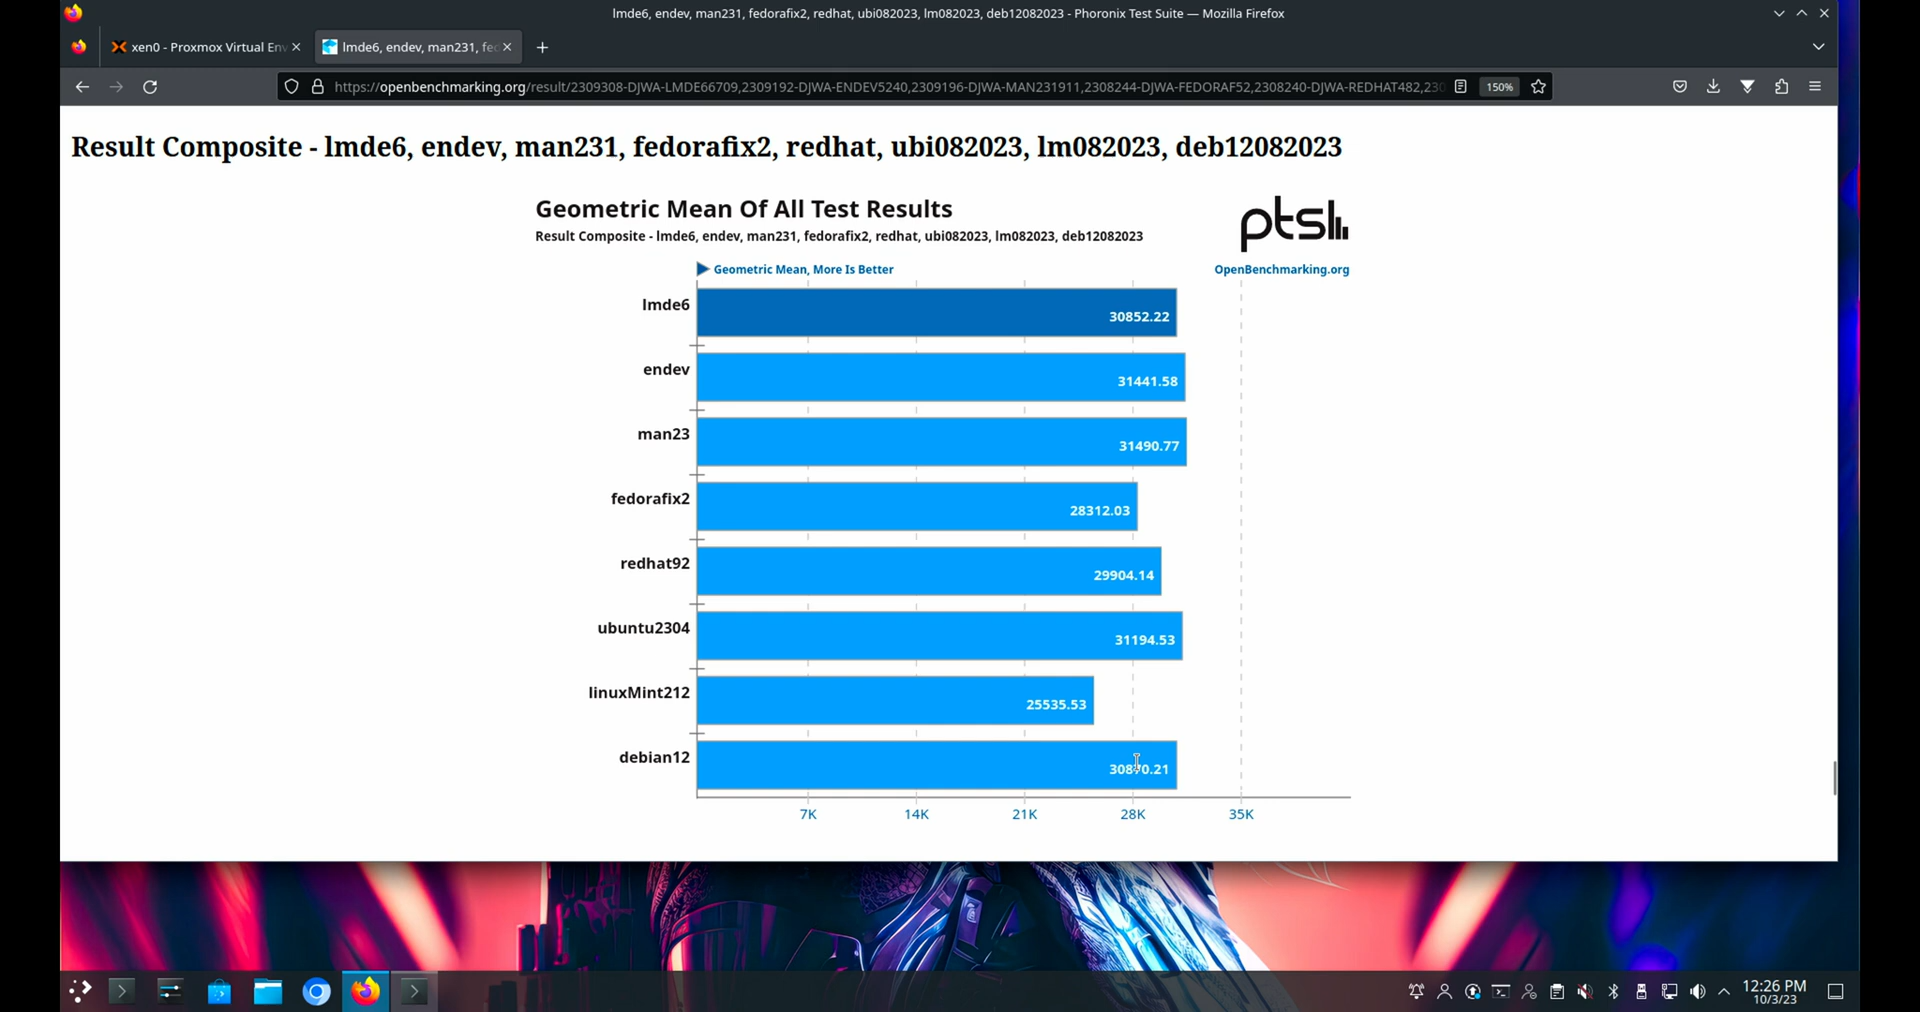 lmde6, endev, man231, fedorafix2, redhat, ubi082023, lm082023, deb12082023 - Phoronix Test Suite — Mozilla Firefox
xen0 - Proxmox Virtual Env
lmde6, endev, man231, fed
https://openbenchmarking.org/result/2309308-DJWA-LMDE66709,2309192-DJWA-ENDEV5240,2309196-DJWA-MAN231911,2308244-DJWA-FEDORAF52,2308240-DJWA-REDHAT482,230
150%
Result Composite - lmde6, endev, man231, fedorafix2, redhat, ubi082023, lm082023, deb12082023
Geometric Mean Of All Test Results
Result Composite - lmde6, endev, man231, fedorafix2, redhat, ubi082023, lm082023, deb12082023
ptsl
Geometric Mean, More Is Better
OpenBenchmarking.org
lmde6
30852.22
endev
31441.58
man23
31490.77
fedorafix2
28312.03
redhat92
29904.14
ubuntu2304
31194.53
linuxMint212
25535.53
debian12
7K 14K 21K 28K 35K
12:26 PM
10/3/23